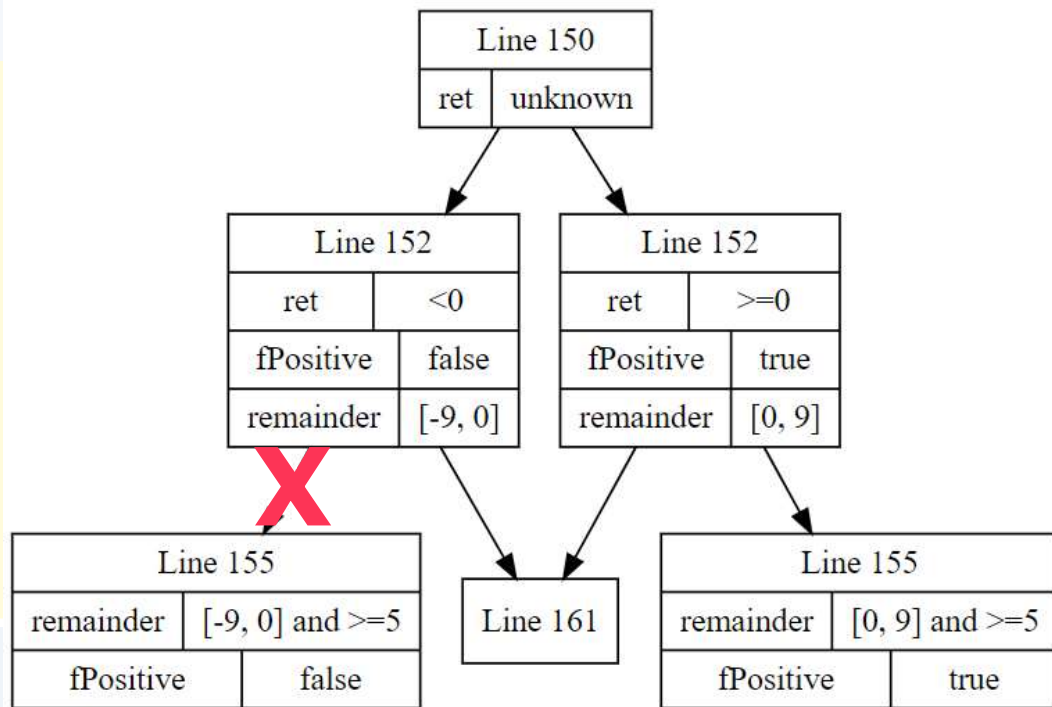 Line 150
ret unknown
Line 152
ret <0
fPositive false
remainder [-9, 0]
Line 152
ret >=0
fPositive true
remainder [0, 9]
X
Line 155
remainder [-9, 0] and >=5
fPositive false
Line 161
Line 155
remainder [0, 9] and >=5
fPositive true